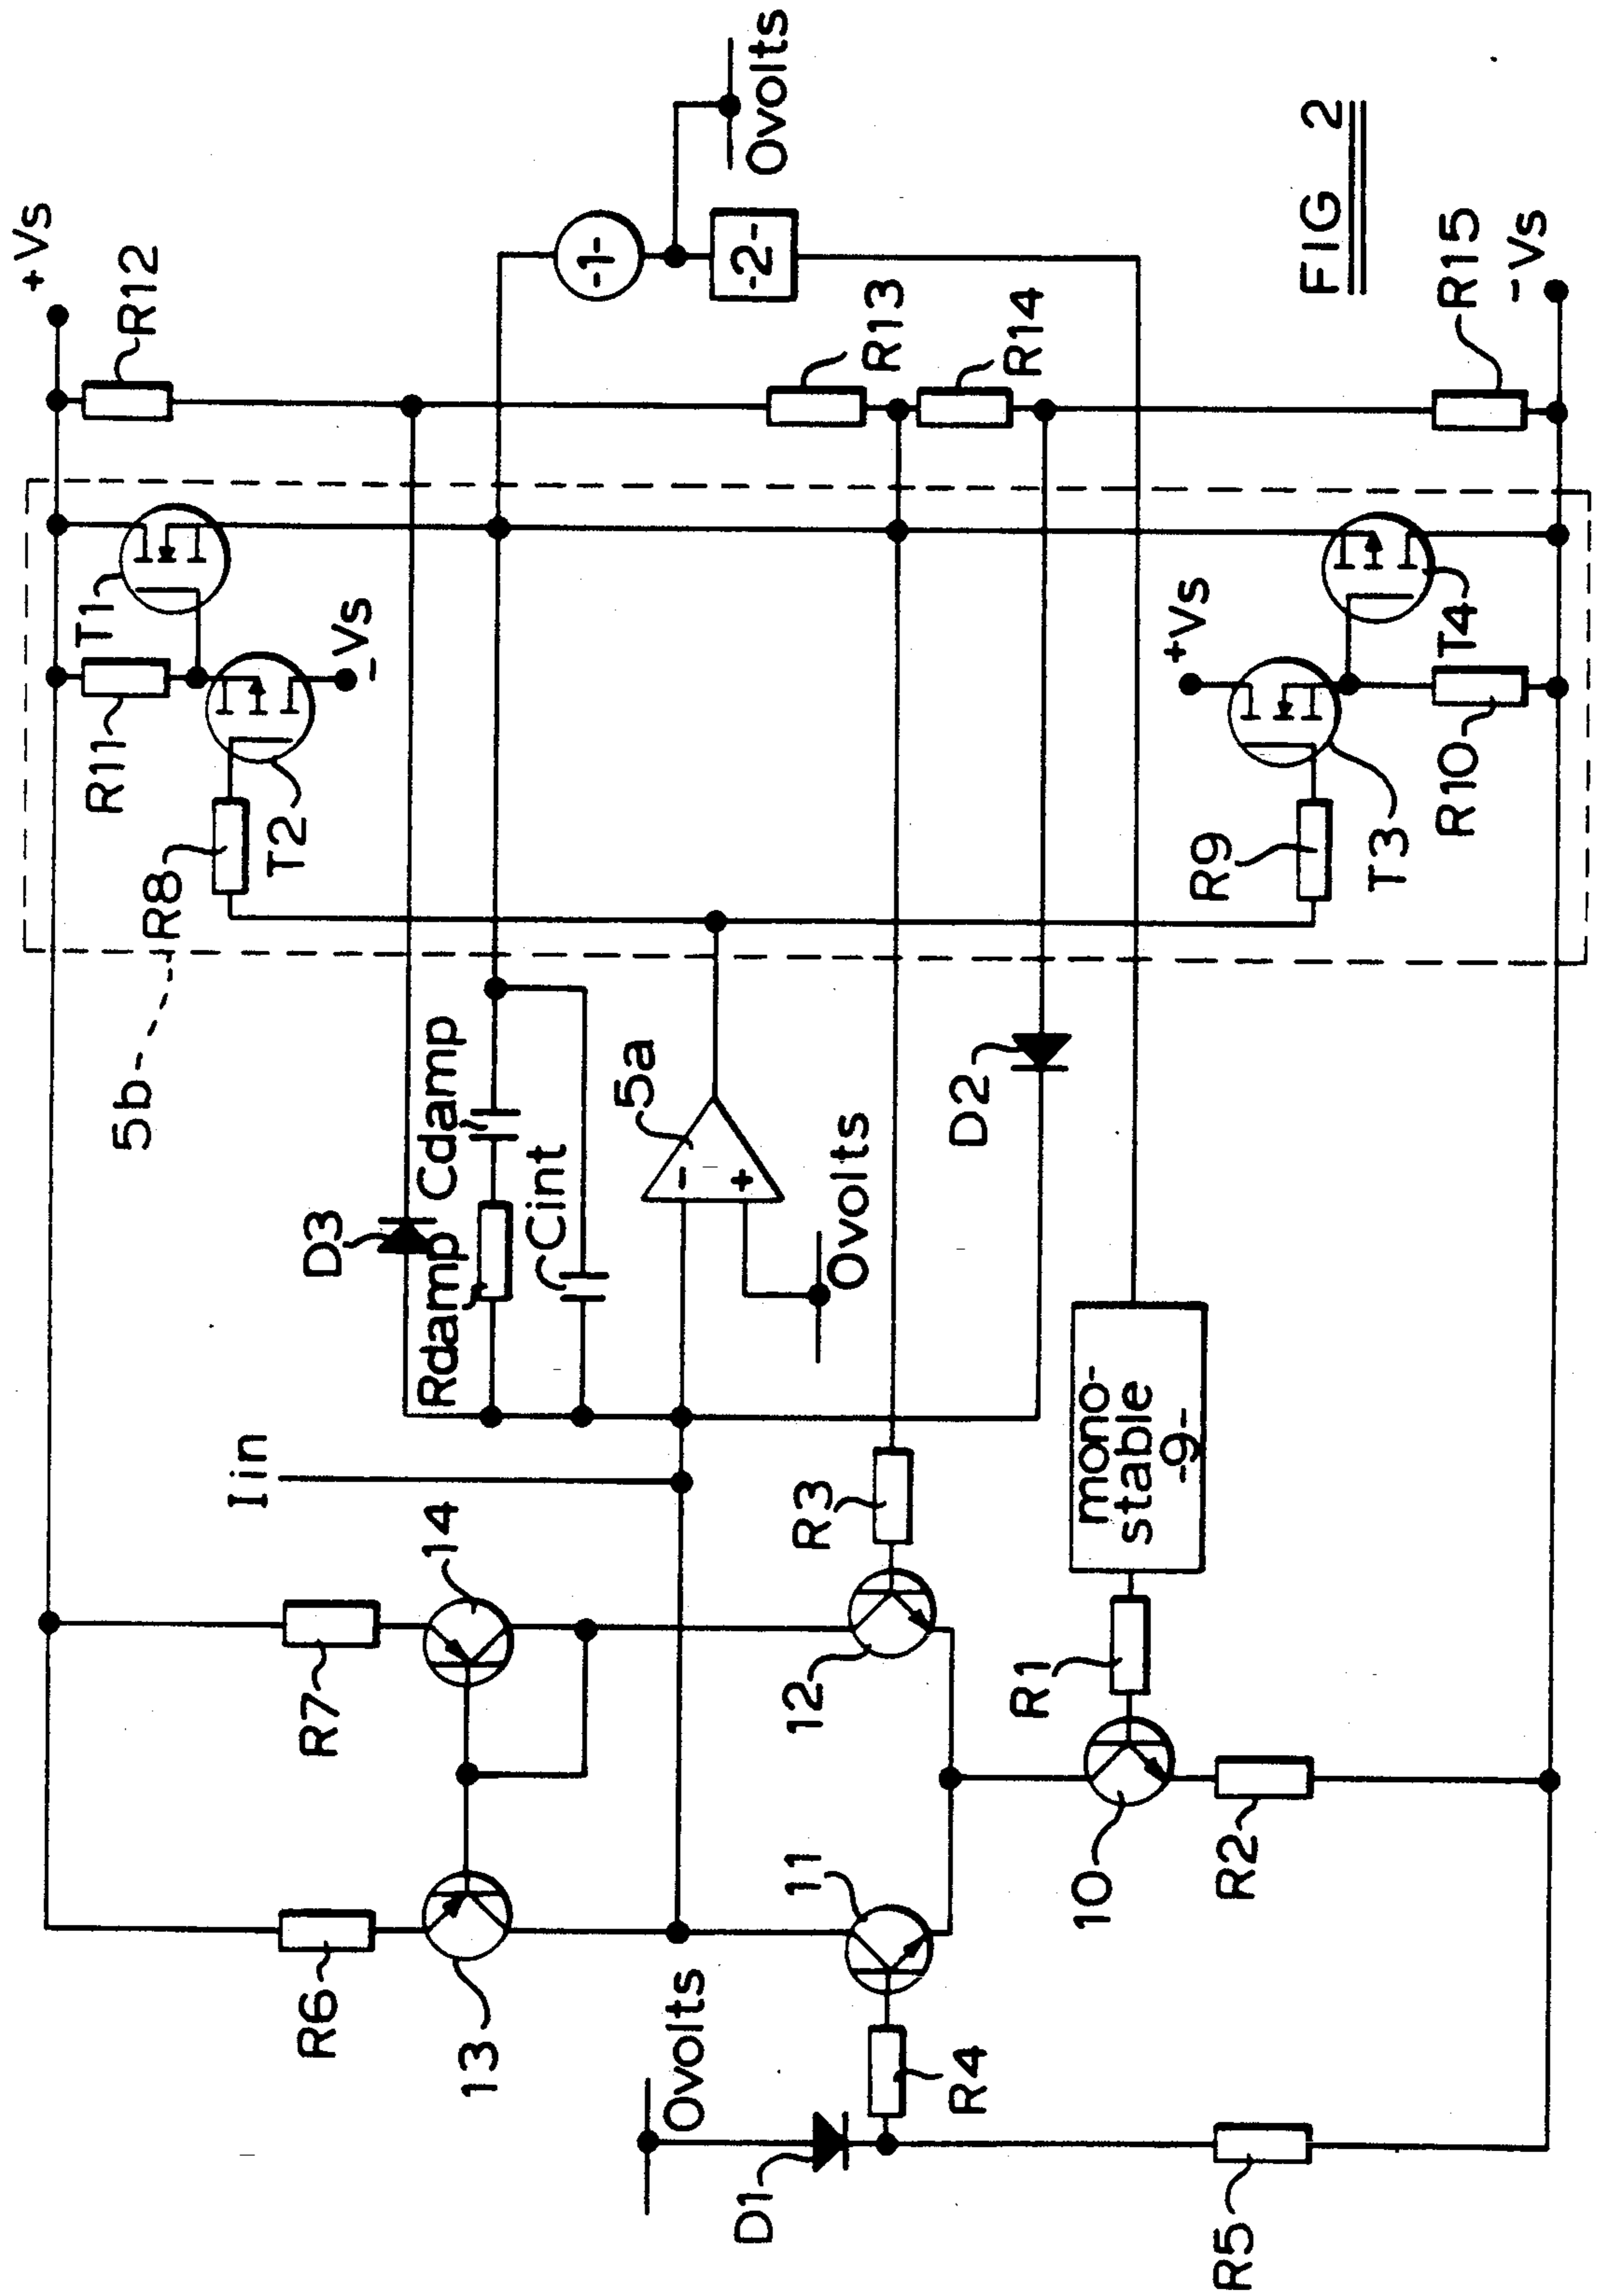 +Vs
R12
R11
T1
-Vs
R8
T2
5b
-1-
0volts
-2-
R13
R14
FIG 2
R15
-Vs
+Vs
T4
R10
T3
R9
D3
Rdamp
Cdamp
Cint
5a
-
+
0volts
D2
Iin
mono-
stable
-9-
R7
14
R3
12
R1
R6
13
11
10
R2
0volts
D1
R4
R5